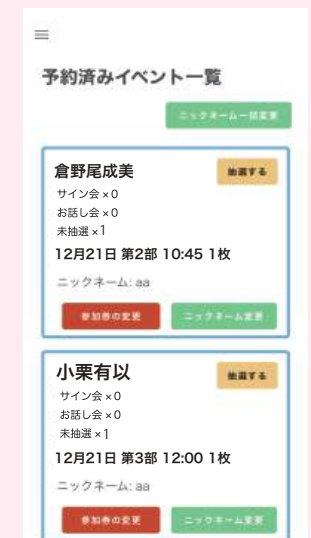 予約済みイベント一覧
ニックネーム一括変更
倉野尾成美
抽選する
サイン会×0
お話し会×0
未抽選×1
12月21日 第2部 10:45 1枚
ニックネーム: aa
参加券の変更
ニックネーム変更
小栗有以
抽選する
サイン会×0
お話し会×0
未抽選×1
12月21日 第3部 12:00 1枚
ニックネーム: aa
参加券の変更
ニックネーム変更